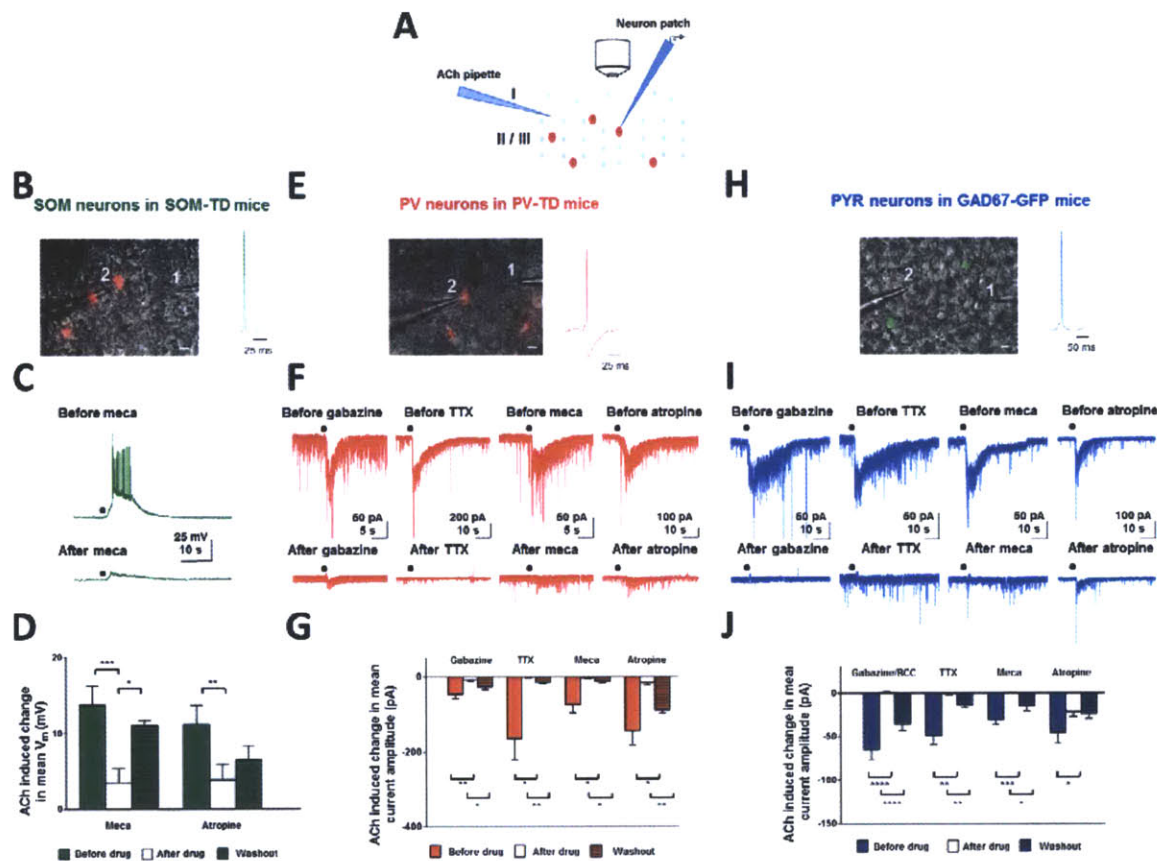 A
Neuron patch
ACh pipette
I
II / III
B
SOM neurons in SOM-TD mice
2
1
25 ms
E
PV neurons in PV-TD mice
2
1
25 ms
H
PYR neurons in GAD67-GFP mice
2
1
50 ms
C
Before meca
25 mV
10 s
After meca
F
Before gabazine Before TTX Before meca Before atropine
60 pA 200 pA 50 pA 100 pA
5 s 10 s 5 s 10 s
After gabazine After TTX After meca After atropine
I
Before gabazine Before TTX Before meca Before atropine
50 pA 60 pA 50 pA 100 pA
10 s 10 s 10 s 10 s
After gabazine After TTX After meca After atropine
D
ACh induced change
in mean Vm (mV)
20
10
0
*** * **
Meca Atropine
Before drug After drug Washout
G
ACh induced change in mean
current amplitude (pA)
Gabazine TTX Meca Atropine
0
-200
-400
** * * *
* ** * **
Before drug After drug Washout
J
ACh induced change in mean
current amplitude (pA)
Gabazine/BCC TTX Meca Atropine
0
-50
-100
-150
**** ** *** *
**** ** *
Before drug After drug Washout